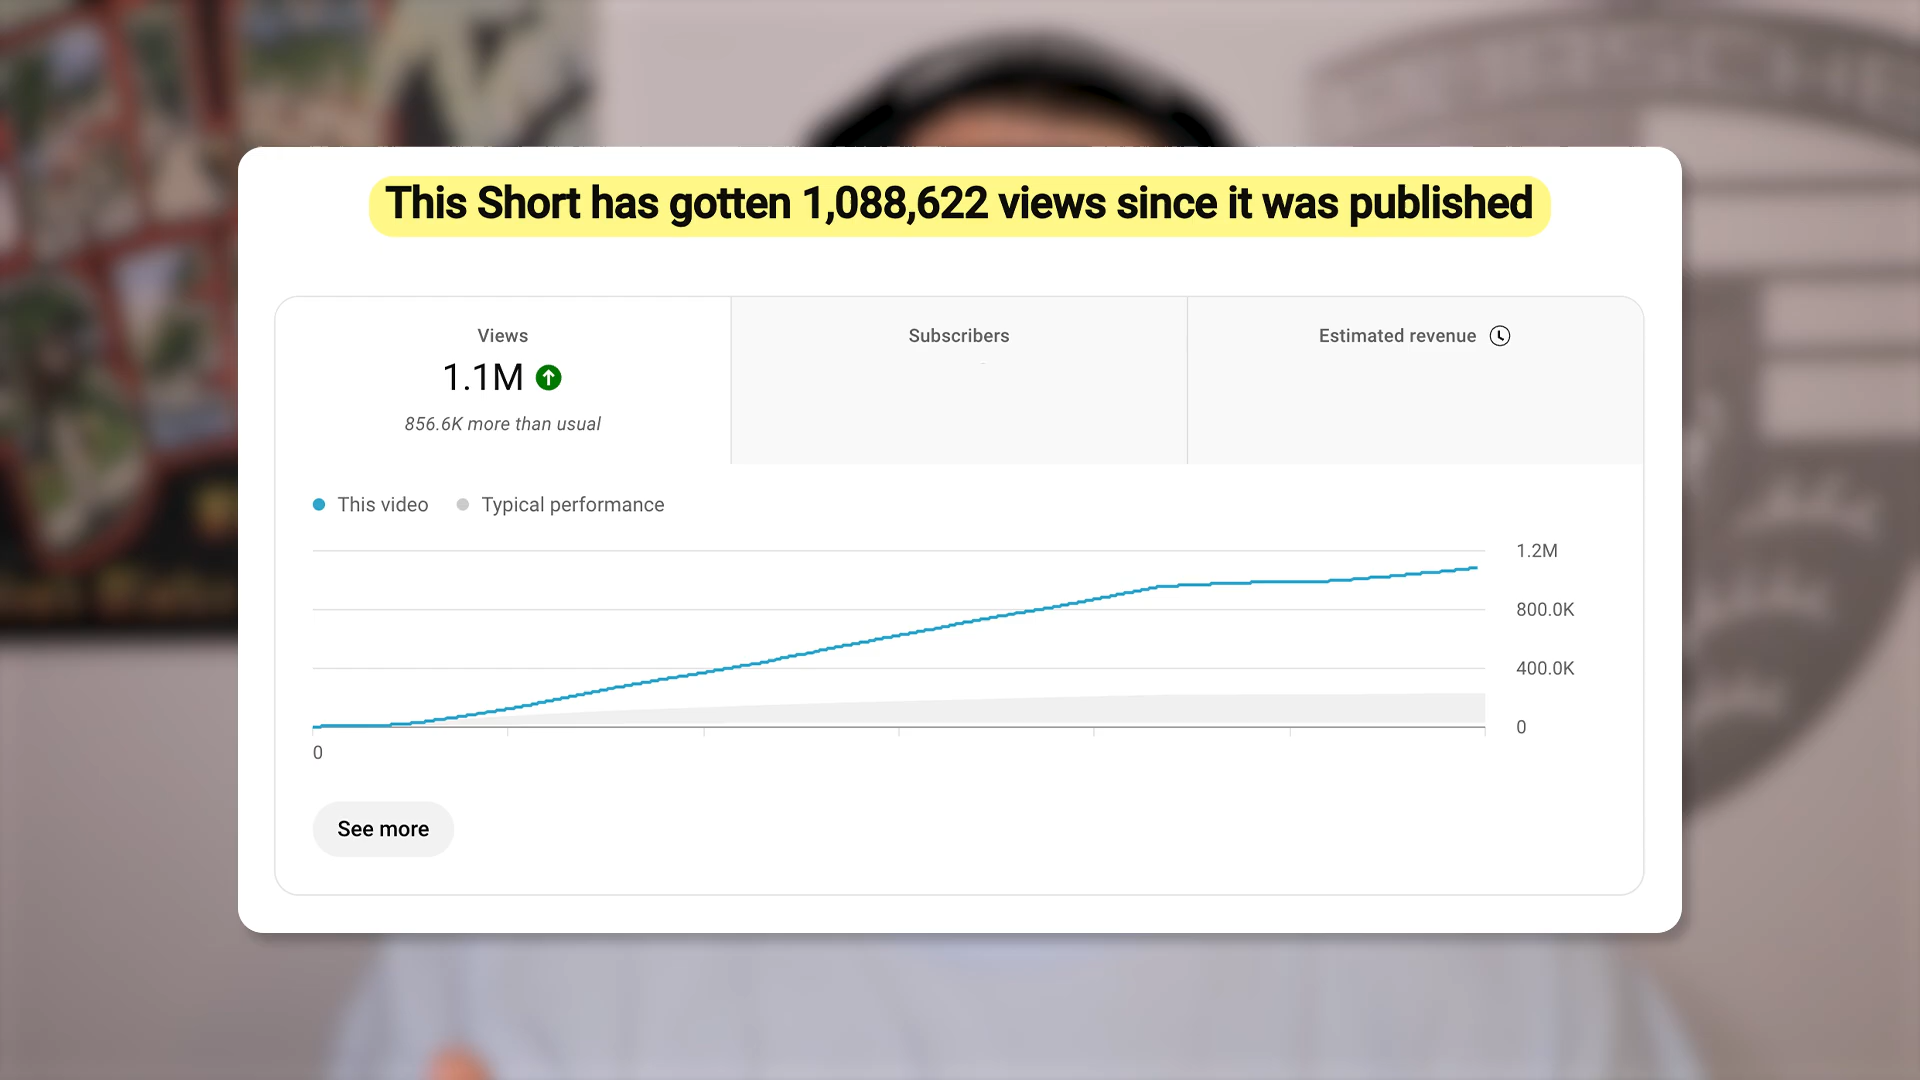 This Short has gotten 1,088,622 views since it was published
Views
1.1M
856.6K more than usual
Subscribers
Estimated revenue
This video
Typical performance
1.2M
800.0K
400.0K
0
0
See more